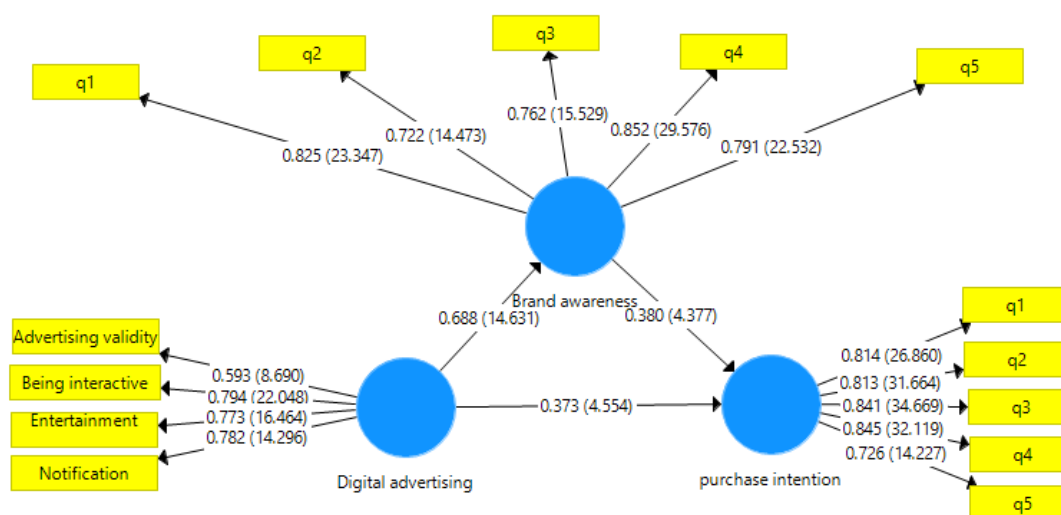 q3
q2
q4
q1
q5
0.762 (15.529)
0.852 (29.576)
0.722 (14.473)
0.791 (22.532)
0.825 (23.347)
Brand awareness
0.688 (14.631)
0.380 (4.377)
Advertising validity
Being interactive
Entertainment
Notification
0.593 (8.690)
0.794 (22.048)
0.773 (16.464)
0.782 (14.296)
Digital advertising
0.373 (4.554)
purchase intention
0.814 (26.860)
0.813 (31.664)
0.841 (34.669)
0.845 (32.119)
0.726 (14.227)
q1
q2
q3
q4
q5